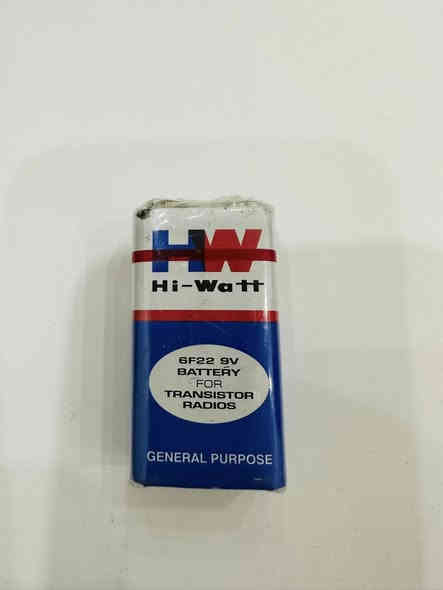 HW
Hi-Watt
6F22 9V
BATTERY
FOR
TRANSISTOR
RADIOS
GENERAL PURPOSE